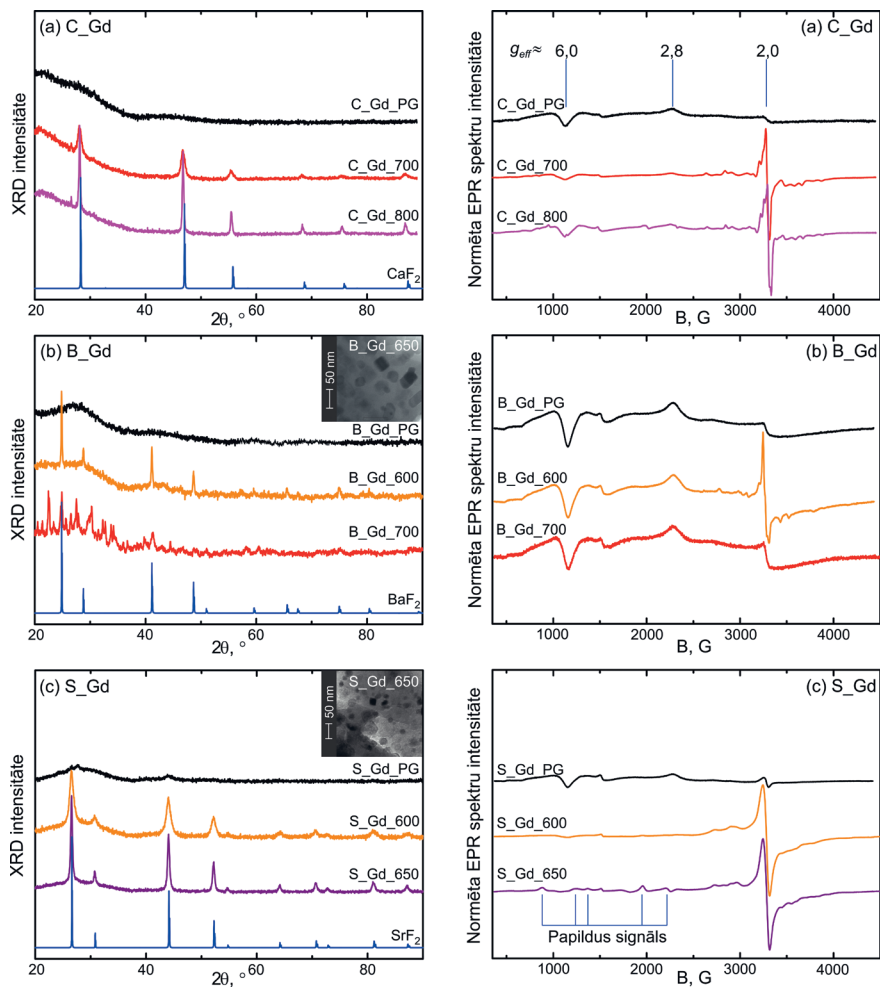 (a) C_Gd
XRD intensitāte
C_Gd_PG
C_Gd_700
C_Gd_800
CaF2
20 40 60 80
2θ, °
(a) C_Gd
Normēta EPR spektru intensitāte
geff≈ 6,0 2,8 2,0
C_Gd_PG
C_Gd_700
C_Gd_800
1000 2000 3000 4000
B, G
(b) B_Gd
XRD intensitāte
B_Gd_650
50 nm
B_Gd_PG
B_Gd_600
B_Gd_700
BaF2
20 40 60 80
2θ, °
(b) B_Gd
Normēta EPR spektru intensitāte
B_Gd_PG
B_Gd_600
B_Gd_700
1000 2000 3000 4000
B, G
(c) S_Gd
XRD intensitāte
S_Gd_650
50 nm
S_Gd_PG
S_Gd_600
S_Gd_650
SrF2
20 40 60 80
2θ, °
(c) S_Gd
Normēta EPR spektru intensitāte
S_Gd_PG
S_Gd_600
S_Gd_650
Papildus signāls
1000 2000 3000 4000
B, G